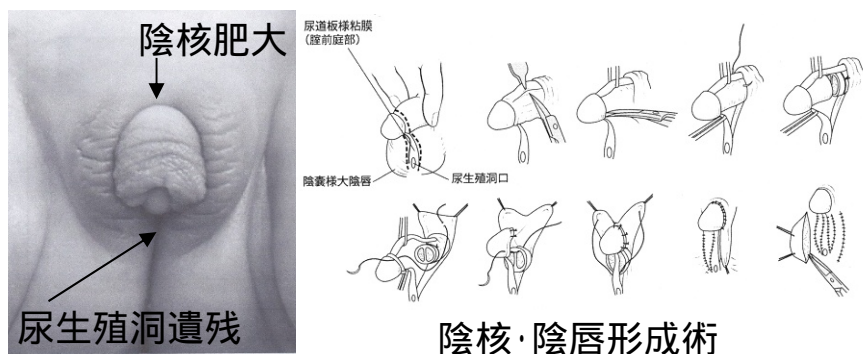 陰核肥大
尿生殖洞遺残
尿道板様粘膜
（腟前庭部）
陰嚢様大陰唇
尿生殖洞口
陰核･陰唇形成術